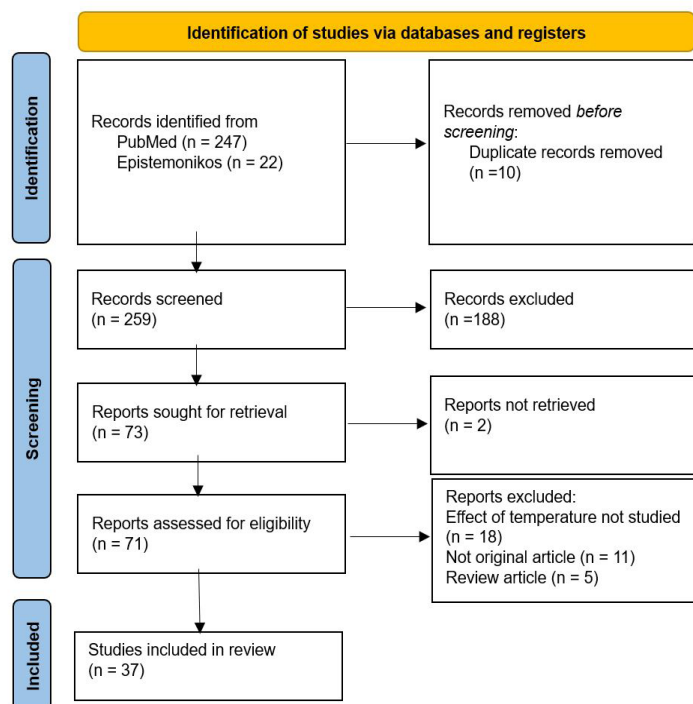 Identification of studies via databases and registers
Identification
Records identified from
PubMed (n = 247)
Epistemonikos (n = 22)
Records removed before
screening:
Duplicate records removed
(n =10)
Screening
Records screened
(n = 259)
Records excluded
(n =188)
Reports sought for retrieval
(n = 73)
Reports not retrieved
(n = 2)
Reports assessed for eligibility
(n = 71)
Reports excluded:
Effect of temperature not studied
(n = 18)
Not original article (n = 11)
Review article (n = 5)
Included
Studies included in review
(n = 37)